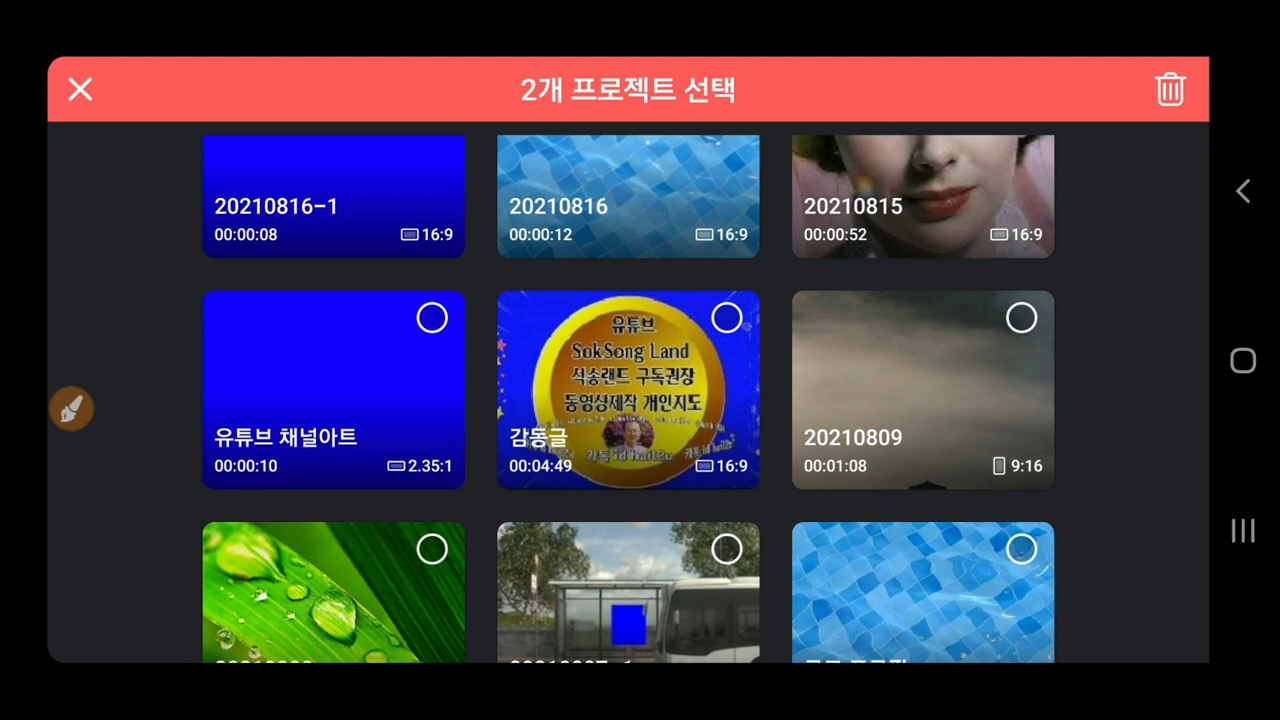 2개 프로젝트 선택
20210816-1
00:00:08
16:9
20210816
00:00:12
16:9
20210815
00:00:52
16:9
유튜브 채널아트
00:00:10
2.35:1
유튜브
SokSong Land
석송랜드 구독권장
동영상제작 개인지도
감동글
00:04:49
16:9
20210809
00:01:08
9:16